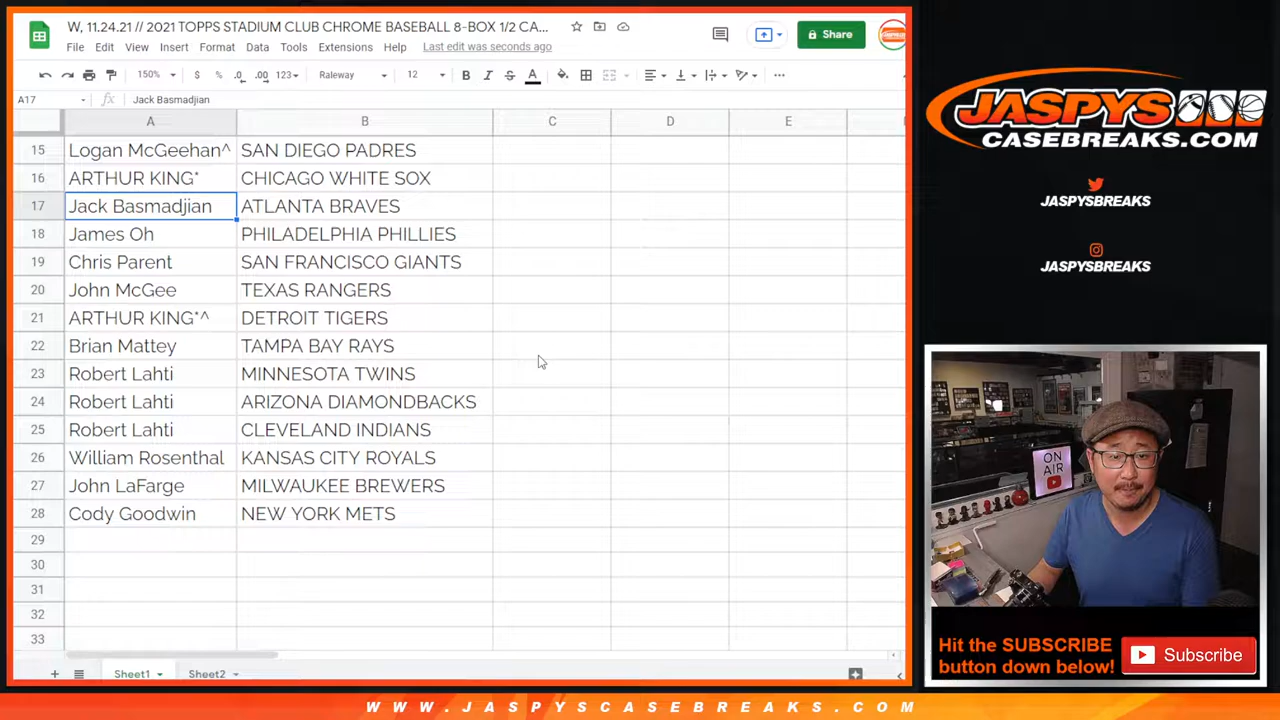 W, 11.24.21 // 2021 TOPPS STADIUM CLUB CHROME BASEBALL 8-BOX 1/2 CA...
File Edit View Insert Format Data Tools Extensions Help Last edit was seconds ago
Share
150% $ % .0 .00 123 Raleway 12 B I S A
A17 fx Jack Basmadjian
A B C D E
15 Logan McGeehan^ SAN DIEGO PADRES
16 ARTHUR KING* CHICAGO WHITE SOX
17 Jack Basmadjian ATLANTA BRAVES
18 James Oh PHILADELPHIA PHILLIES
19 Chris Parent SAN FRANCISCO GIANTS
20 John McGee TEXAS RANGERS
21 ARTHUR KING*^ DETROIT TIGERS
22 Brian Mattey TAMPA BAY RAYS
23 Robert Lahti MINNESOTA TWINS
24 Robert Lahti ARIZONA DIAMONDBACKS
25 Robert Lahti CLEVELAND INDIANS
26 William Rosenthal KANSAS CITY ROYALS
27 John LaFarge MILWAUKEE BREWERS
28 Cody Goodwin NEW YORK METS
29
30
31
32
33
Sheet1 Sheet2
JASPYS
CASEBREAKS.COM
JASPYSBREAKS
JASPYSBREAKS
ON
AIR
Hit the SUBSCRIBE
button down below!
Subscribe
WWW.JASPYSCASEBREAKS.COM